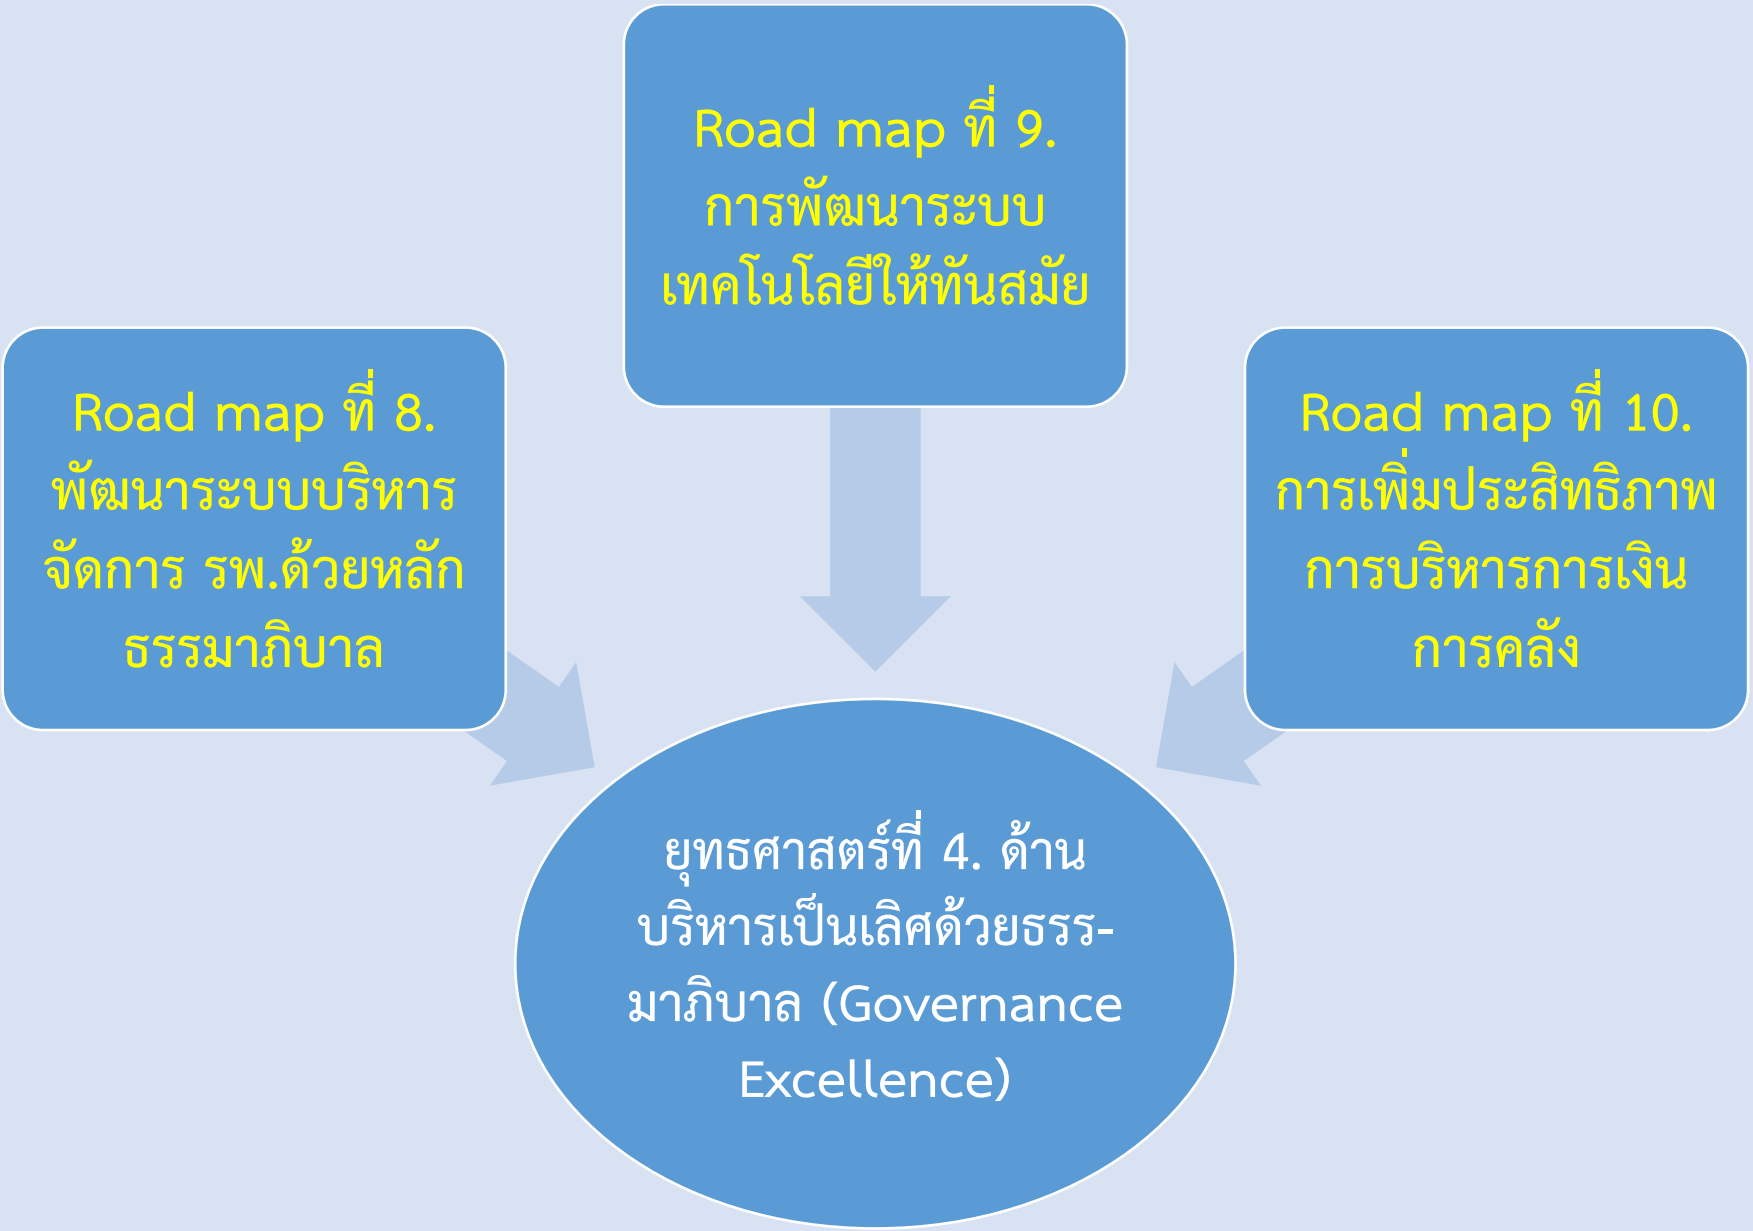 Road map ที่ 9.
การพัฒนาระบบ
เทคโนโลยีให้ทันสมัย
Road map ที่ 8.
พัฒนาระบบบริหาร
จัดการ รพ.ด้วยหลัก
ธรรมาภิบาล
Road map ที่ 10.
การเพิ่มประสิทธิภาพ
การบริหารการเงิน
การคลัง
ยุทธศาสตร์ที่ 4. ด้าน
บริหารเป็นเลิศด้วยธรร-
มาภิบาล (Governance
Excellence)